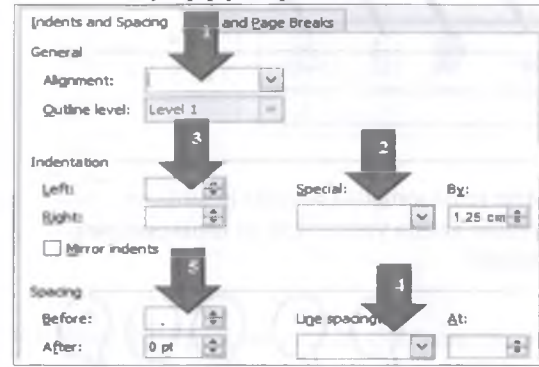 Indents and Spacing and Page Breaks
1
General
Alignment:
Outline level: Level 1
3
2
Indentation
Left: Special: By:
Right: 1.25 cm
Mirror indents
Spacing
4
Before: Line spacing: At:
After: 0 pt